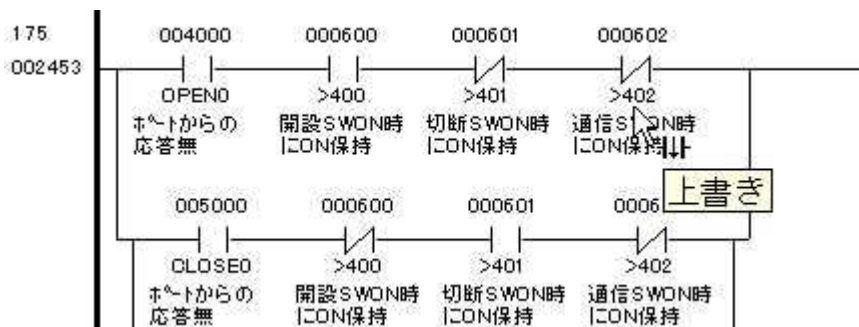 175
002453
004000 000600 000601 000602
OPEN0 >400 >401 >402
ポートからの 開設SWON時 切断SWON時 通信SWON時
応答無 にON保持 にON保持 にON保持
上書き
005000 000600 000601 0006
CLOSE0 >400 >401 >402
ポートからの 開設SWON時 切断SWON時 通信SWON時
応答無 にON保持 にON保持 にON保持